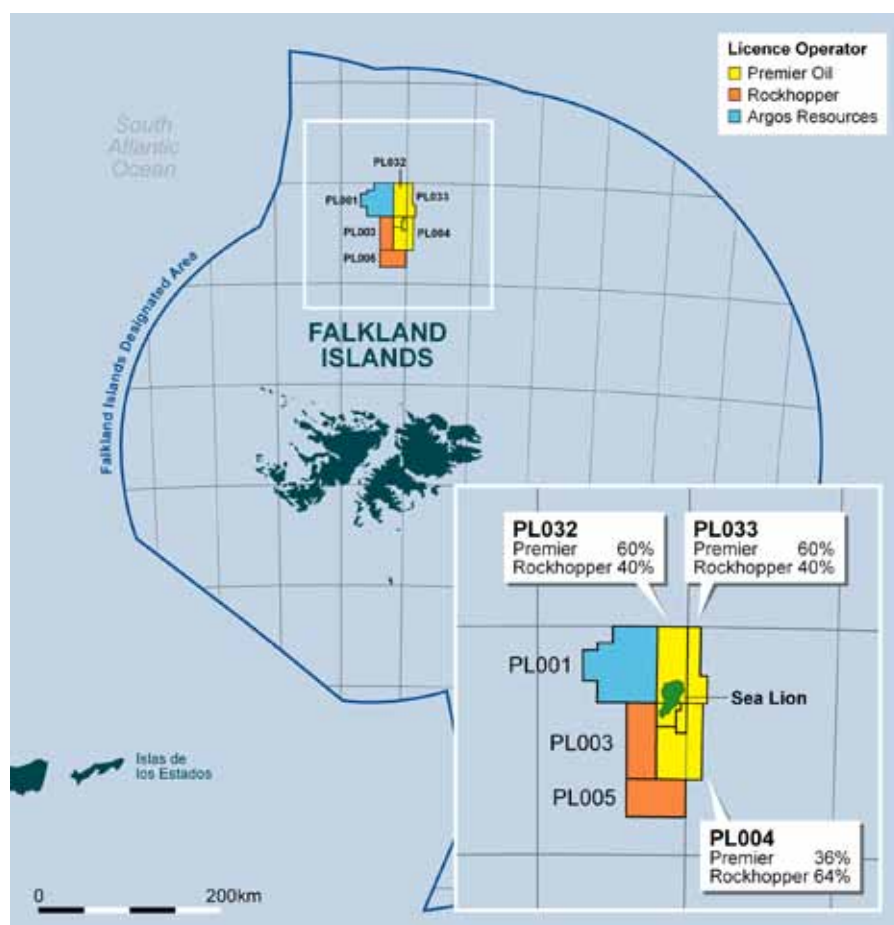 Licence Operator
Premier Oil
Rockhopper
Argos Resources
South
Atlantic
Ocean
PL032
PL001
PL033
PL003
PL004
PL005
FALKLAND
ISLANDS
Falkland Islands Designated Area
PL032
Premier 60%
Rockhopper 40%
PL033
Premier 60%
Rockhopper 40%
PL001
Sea Lion
PL003
PL005
PL004
Premier 36%
Rockhopper 64%
Islas de
los Estados
0 200km